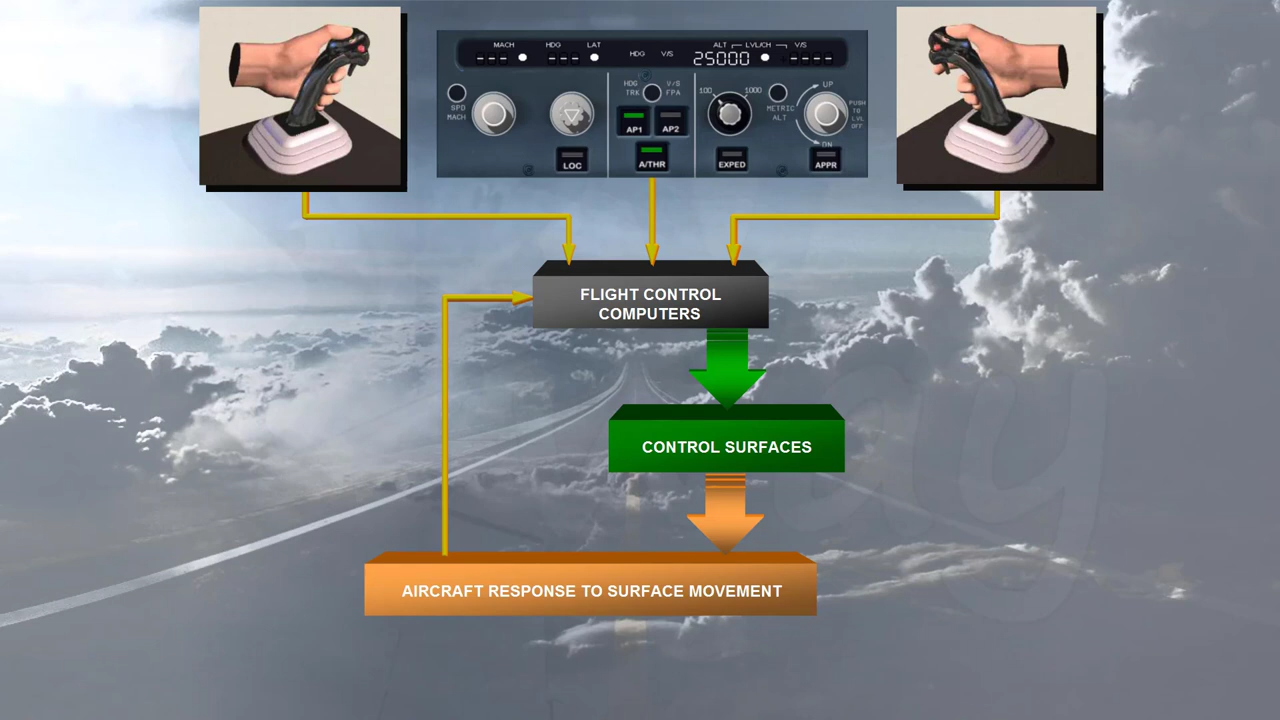 MACH HDG LAT HDG V/S ALT LVL/CH V/S
25000
HDG V/S
TRK FPA
SPD
MACH
AP1 AP2
LOC A/THR EXPED APPR
100 1000
METRIC
ALT
UP
PUSH
TO
LVL
OFF
DN
FLIGHT CONTROL
COMPUTERS
CONTROL SURFACES
AIRCRAFT RESPONSE TO SURFACE MOVEMENT